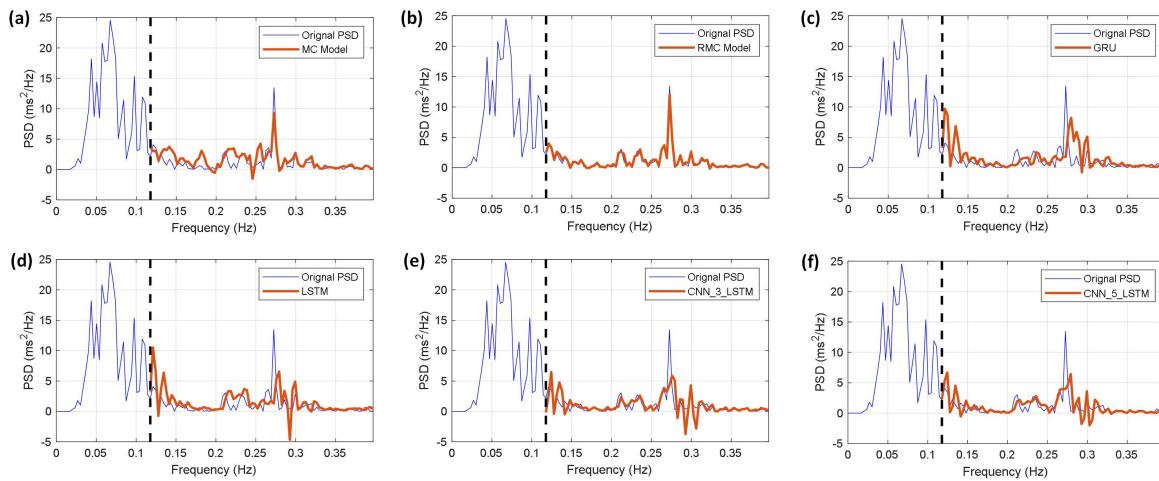 (a)
25
20
15
10
5
0
-5
PSD (ms²/Hz)
Orignal PSD
MC Model
0 0.05 0.1 0.15 0.2 0.25 0.3 0.35
Frequency (Hz)
(b)
25
20
15
10
5
0
-5
PSD (ms²/Hz)
Orignal PSD
RMC Model
0 0.05 0.1 0.15 0.2 0.25 0.3 0.35
Frequency (Hz)
(c)
25
20
15
10
5
0
-5
PSD (ms²/Hz)
Orignal PSD
GRU
0 0.05 0.1 0.15 0.2 0.25 0.3 0.35
Frequency (Hz)
(d)
25
20
15
10
5
0
-5
PSD (ms²/Hz)
Orignal PSD
LSTM
0 0.05 0.1 0.15 0.2 0.25 0.3 0.35
Frequency (Hz)
(e)
25
20
15
10
5
0
-5
PSD (ms²/Hz)
Orignal PSD
CNN_3_LSTM
0 0.05 0.1 0.15 0.2 0.25 0.3 0.35
Frequency (Hz)
(f)
25
20
15
10
5
0
-5
PSD (ms²/Hz)
Orignal PSD
CNN_5_LSTM
0 0.05 0.1 0.15 0.2 0.25 0.3 0.35
Frequency (Hz)